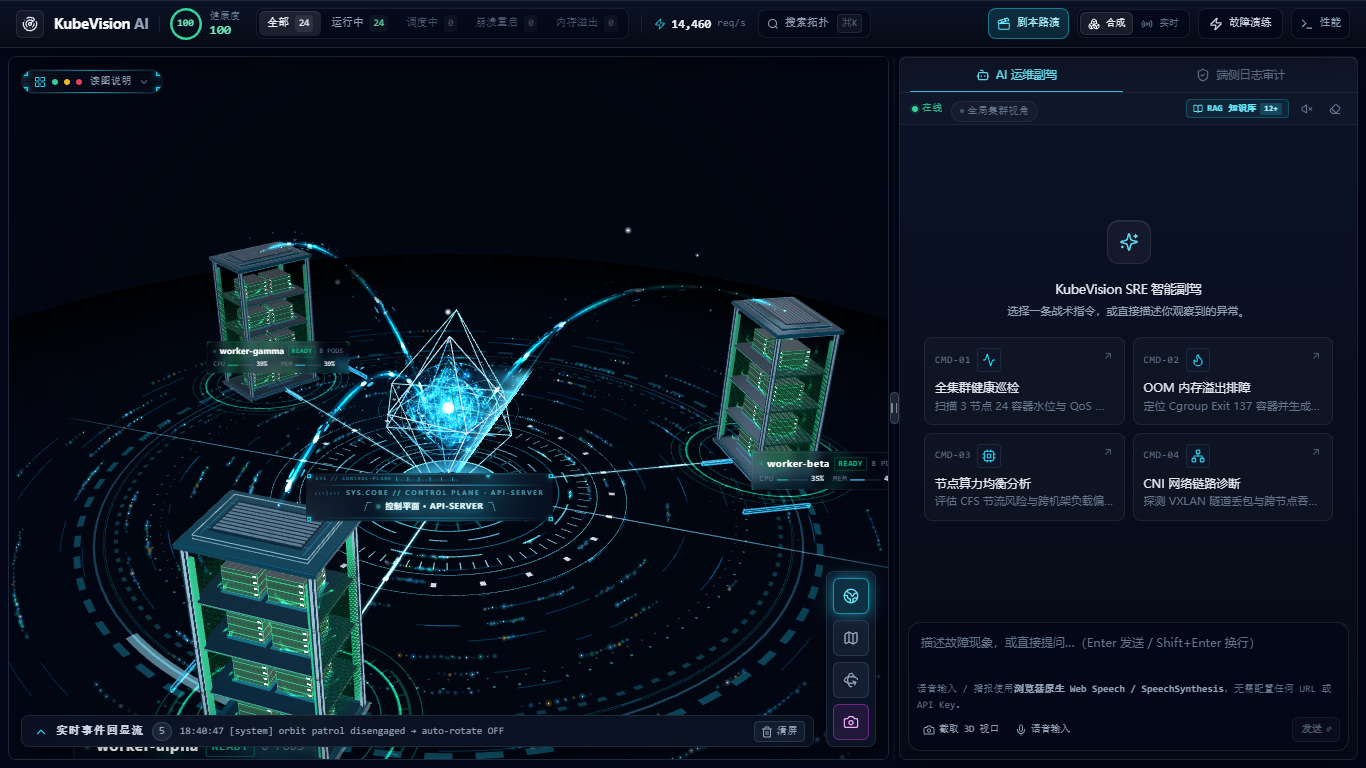 KubeVision AI
100
健康度
100
全部 24
运行中 24
调度中 0
崩溃重启 0
内存溢出 0
14,460 req/s
搜索拓扑 ⌘K
剧本路演
合成
实时
故障演练
性能
读图说明
worker-gamma READY 8 PODS
CPU 39% MEM 39%
worker-beta READY 8 PO
CPU 35% MEM 4
SYS // CONTROL-PLANE
SYS.CORE // CONTROL PLANE · API-SERVER
控制平面 • API-SERVER
worker-alpha READY 8 PODS
实时事件回显流 5 18:40:47 [system] orbit patrol disengaged → auto-rotate OFF
清屏
AI 运维副驾
端侧日志审计
在线
全局集群视角
RAG 知识库 12+
KubeVision SRE 智能副驾
选择一条战术指令，或直接描述你观察到的异常。
CMD-01
全集群健康巡检
扫描 3 节点 24 容器水位与 QoS ...
CMD-02
OOM 内存溢出排障
定位 Cgroup Exit 137 容器并生成...
CMD-03
节点算力均衡分析
评估 CFS 节流风险与跨机架负载偏...
CMD-04
CNI 网络链路诊断
探测 VXLAN 隧道丢包与跨节点吞...
描述故障现象，或直接提问...（Enter 发送 / Shift+Enter 换行）
语音输入 / 播报使用浏览器原生 Web Speech / SpeechSynthesis，无需配置任何 URL 或
API Key。
截取 3D 视口
语音输入
发送